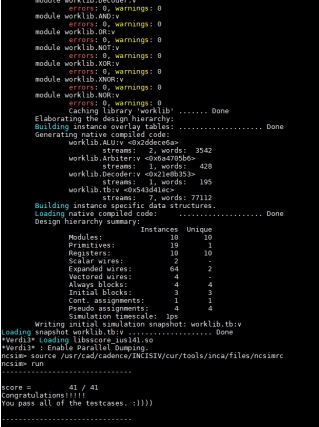 module worklib.Decoder:v
errors: 0, warnings: 0
module worklib.AND:v
errors: 0, warnings: 0
module worklib.OR:v
errors: 0, warnings: 0
module worklib.NOT:v
errors: 0, warnings: 0
module worklib.XOR:v
errors: 0, warnings: 0
module worklib.XNOR:v
errors: 0, warnings: 0
module worklib.NOR:v
errors: 0, warnings: 0
Caching library 'worklib' ....... Done
Elaborating the design hierarchy:
Building instance overlay tables: .................... Done
Generating native compiled code:
worklib.ALU:v <0x2ddece6a>
streams: 2, words: 3542
worklib.Arbiter:v <0x6a4705b6>
streams: 1, words: 428
worklib.Decoder:v <0x21e8b353>
streams: 1, words: 195
worklib.tb:v <0x543d41ec>
streams: 7, words: 77112
Building instance specific data structures.
Loading native compiled code: .................... Done
Design hierarchy summary:
Instances Unique
Modules: 10 10
Primitives: 19 1
Registers: 10 10
Scalar wires: 2 -
Expanded wires: 64 2
Vectored wires: 4 -
Always blocks: 4 4
Initial blocks: 3 3
Cont. assignments: 1 1
Pseudo assignments: 4 4
Simulation timescale: 1ps
Writing initial simulation snapshot: worklib.tb:v
Loading snapshot worklib.tb:v .................... Done
*Verdi3* Loading libsscore_ius141.so
*Verdi3* : Enable Parallel Dumping.
ncsim> source /usr/cad/cadence/INCISIV/cur/tools/inca/files/ncsimrc
ncsim> run
-------------------------------
score = 41 / 41
Congratulations!!!!!
You pass all of the testcases. :))))
-------------------------------